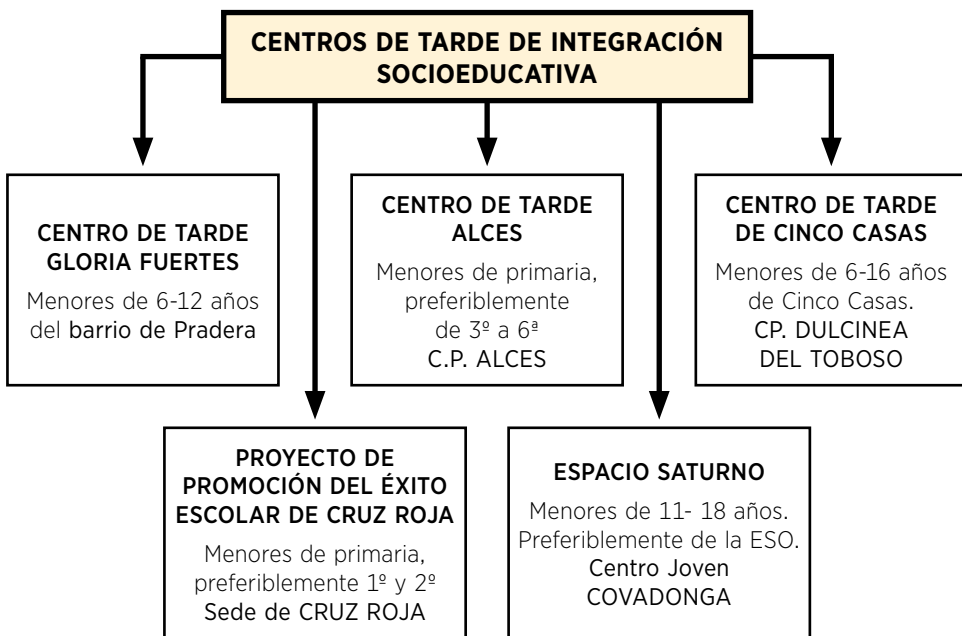 CENTROS DE TARDE DE INTEGRACIÓN
SOCIOEDUCATIVA
CENTRO DE TARDE
GLORIA FUERTES
Menores de 6-12 años
del barrio de Pradera
CENTRO DE TARDE
ALCES
Menores de primaria,
preferiblemente
de 3º a 6ª
C.P. ALCES
CENTRO DE TARDE
DE CINCO CASAS
Menores de 6-16 años
de Cinco Casas.
CP. DULCINEA
DEL TOBOSO
PROYECTO DE
PROMOCIÓN DEL ÉXITO
ESCOLAR DE CRUZ ROJA
Menores de primaria,
preferiblemente 1º y 2º
Sede de CRUZ ROJA
ESPACIO SATURNO
Menores de 11- 18 años.
Preferiblemente de la ESO.
Centro Joven
COVADONGA